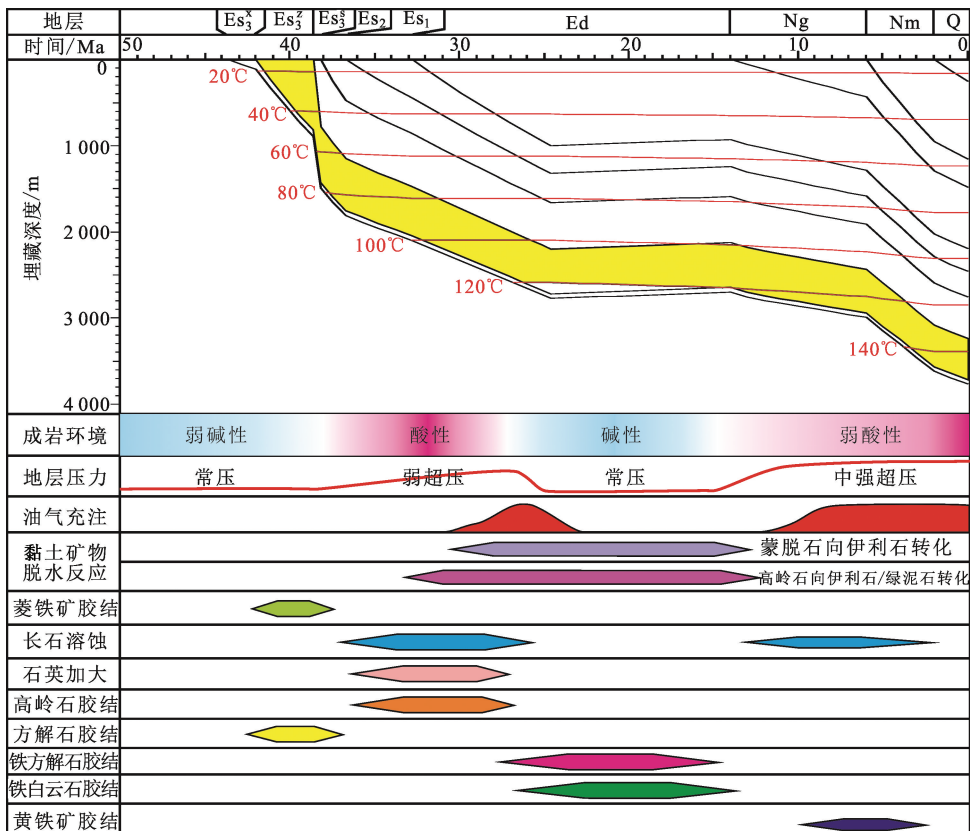 地层 Es₃ˣ Es₃ᶻ Es₃ˢ Es₂ Es₁ Ed Ng Nm Q
时间/Ma 50 40 30 20 10 0
埋藏深度/m
0
1 000
2 000
3 000
4 000
20℃
40℃
60℃
80℃
100℃
120℃
140℃
成岩环境 弱碱性 酸性 碱性 弱酸性
地层压力 常压 弱超压 常压 中强超压
油气充注
黏土矿物 蒙脱石向伊利石转化
脱水反应 高岭石向伊利石/绿泥石转化
菱铁矿胶结
长石溶蚀
石英加大
高岭石胶结
方解石胶结
铁方解石胶结
铁白云石胶结
黄铁矿胶结